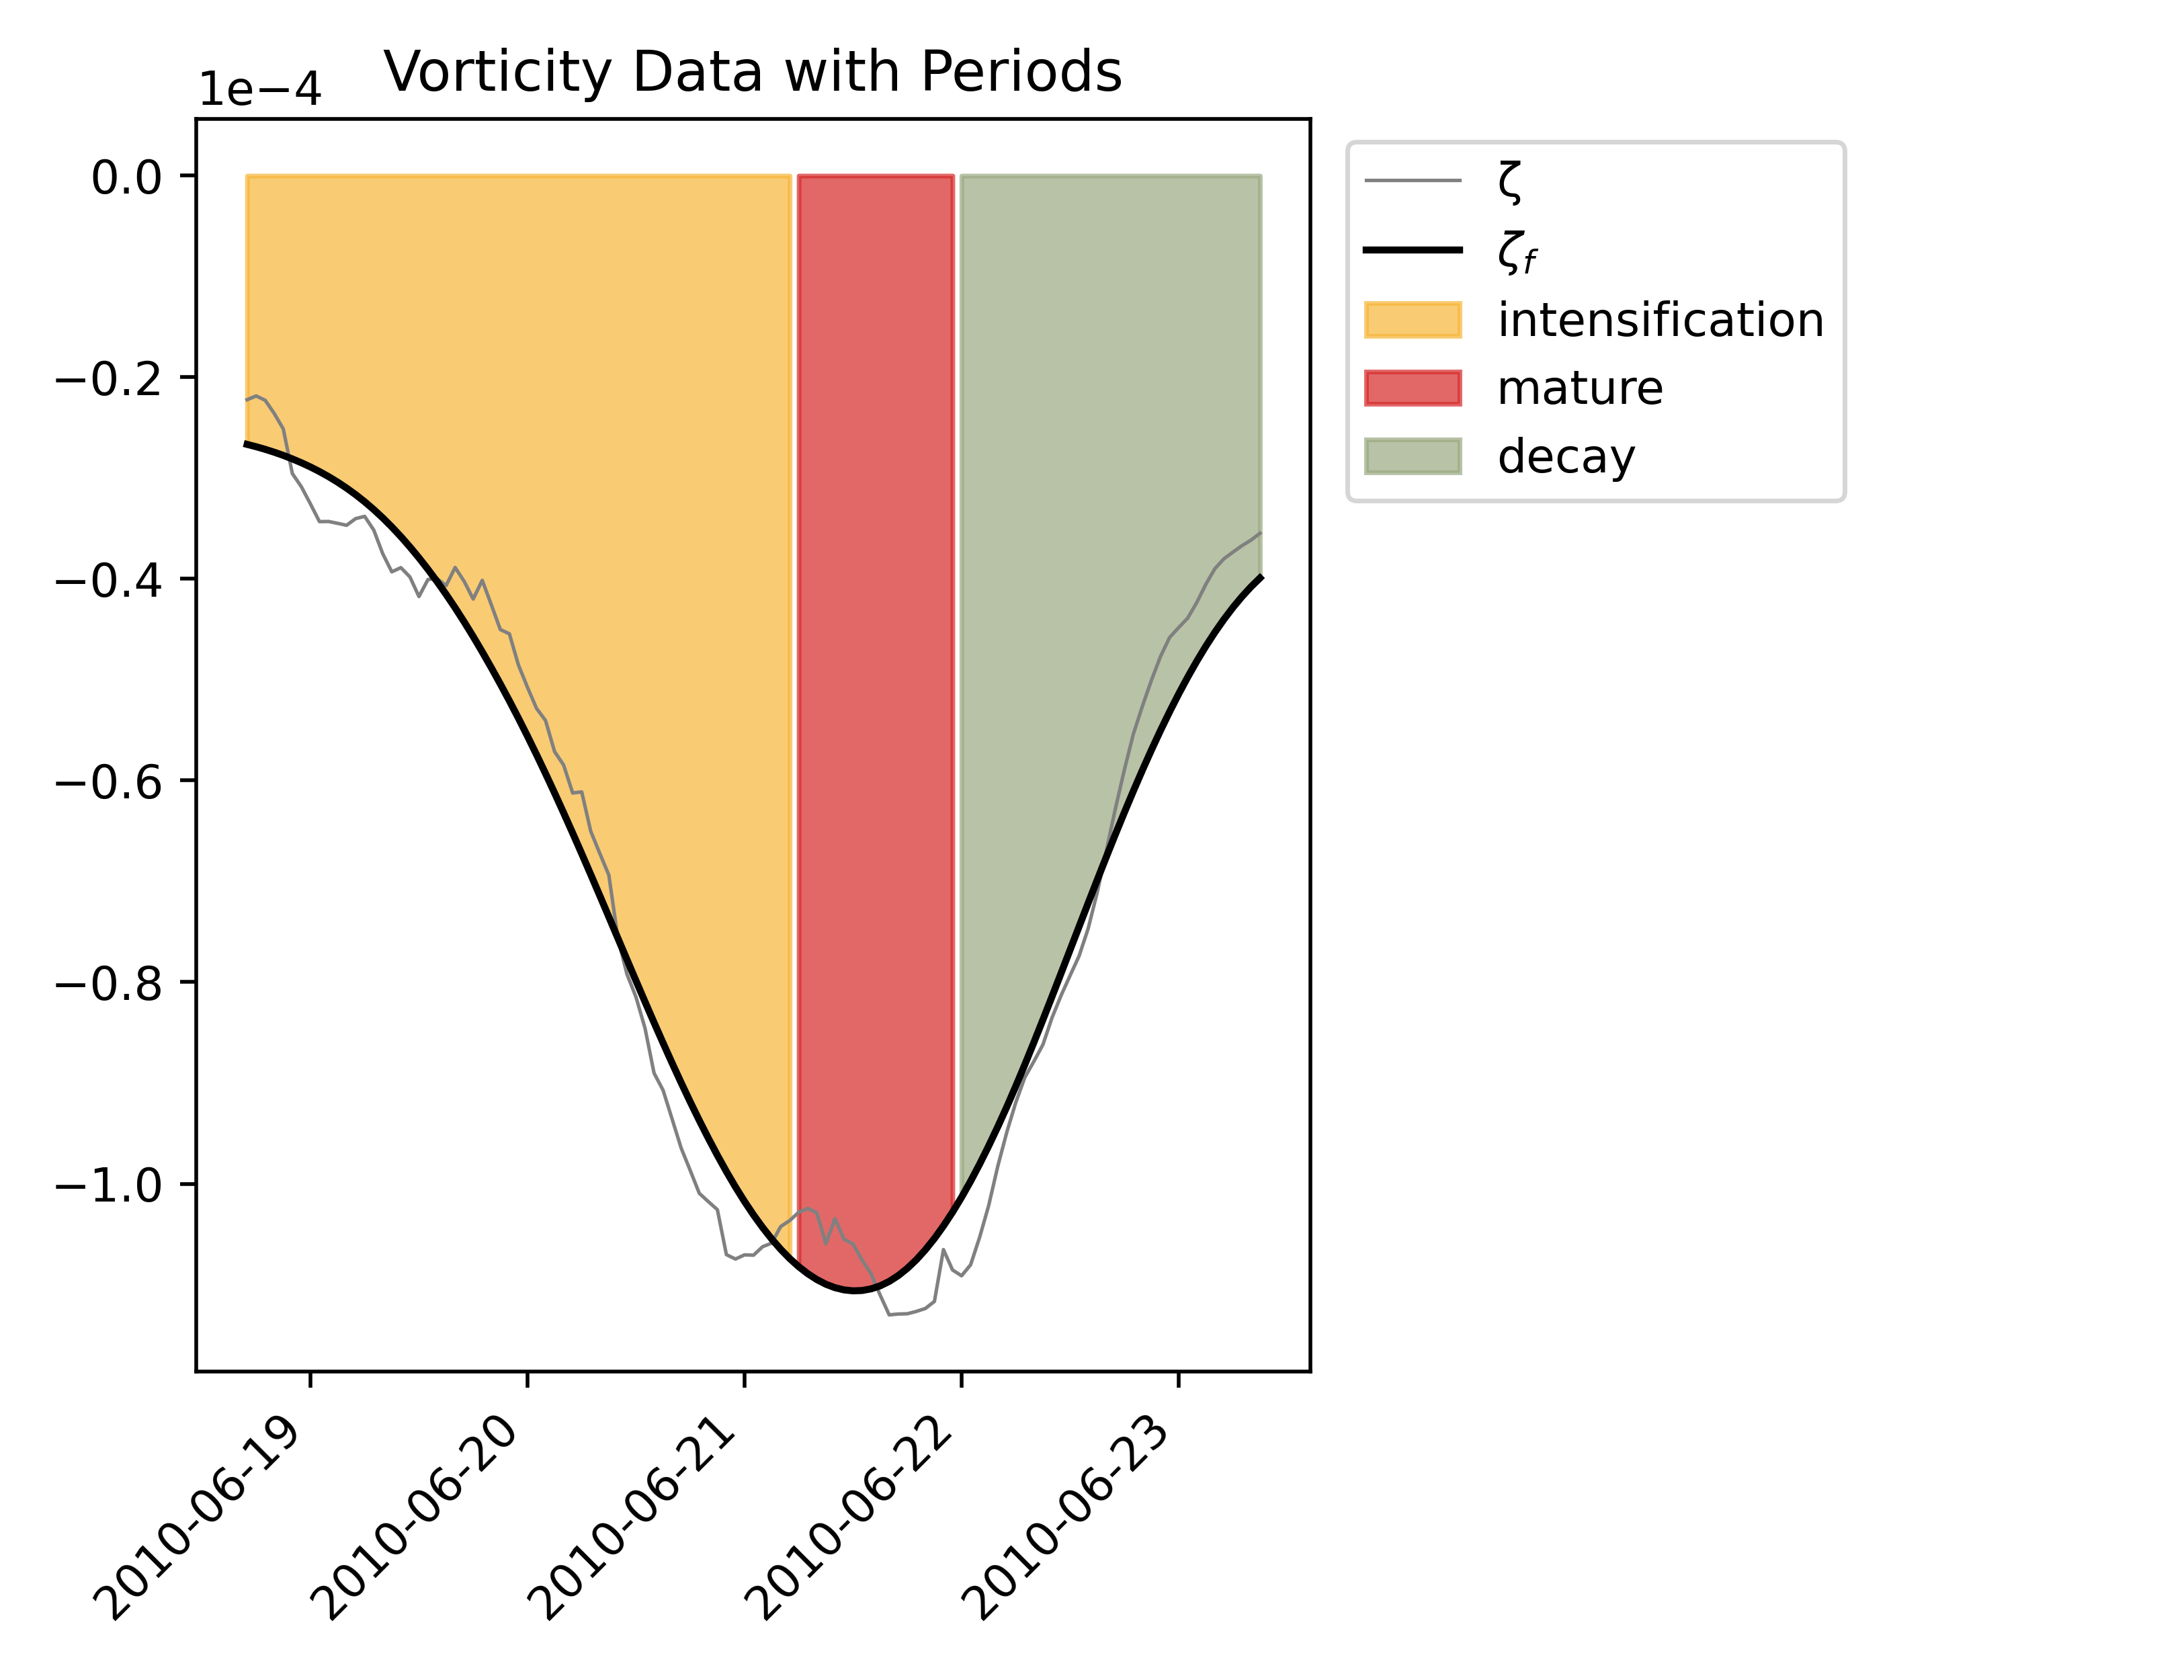 Vorticity Data with Periods
1e−4
0.0
−0.2
−0.4
−0.6
−0.8
−1.0
2010-06-19
2010-06-20
2010-06-21
2010-06-22
2010-06-23
ζ
ζf
intensification
mature
decay